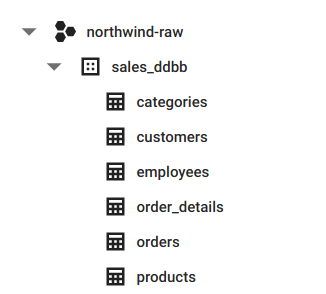 northwind-raw
sales_ddbb
categories
customers
employees
order_details
orders
products